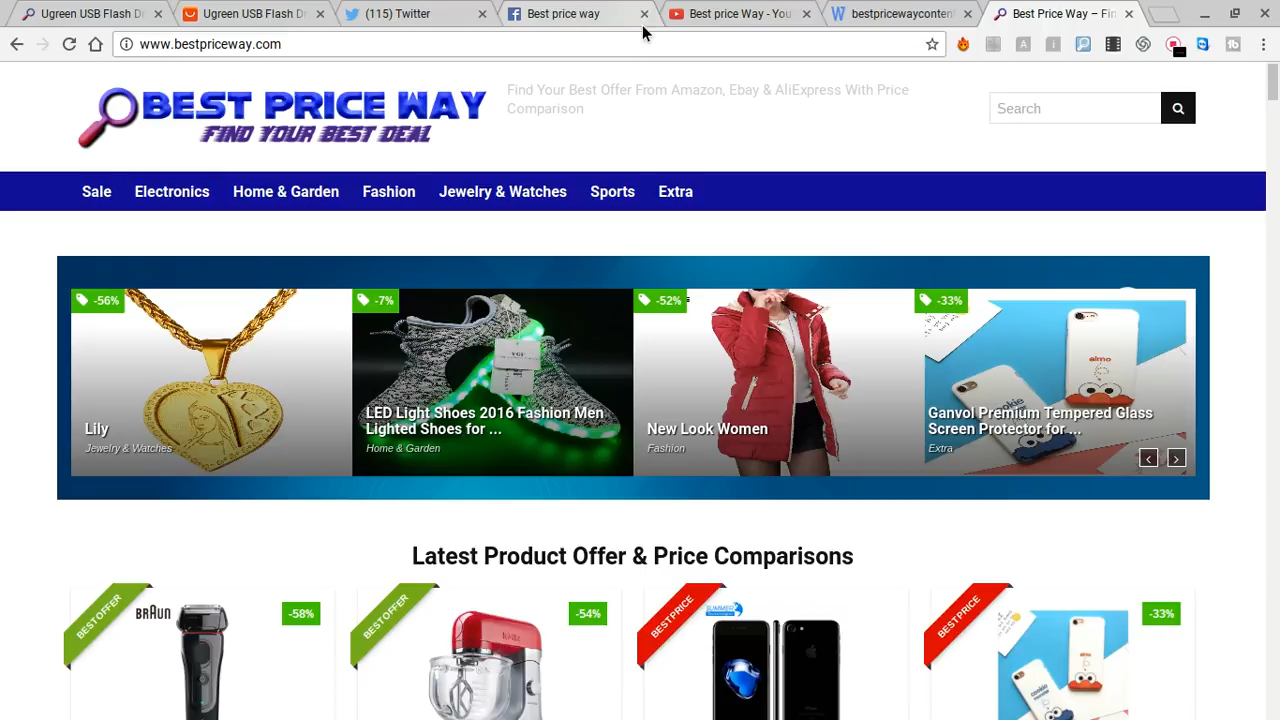 Ugreen USB Flash Dr
Ugreen USB Flash Dr
(115) Twitter
Best price way
Best price Way - You
bestpricewayconten
Best Price Way – Fin
www.bestpriceway.com
BEST PRICE WAY
FIND YOUR BEST DEAL
Find Your Best Offer From Amazon, Ebay & AliExpress With Price
Comparison
Search
Sale
Electronics
Home & Garden
Fashion
Jewelry & Watches
Sports
Extra
-56%
Lily
Jewelry & Watches
-7%
LED Light Shoes 2016 Fashion Men
Lighted Shoes for ...
Home & Garden
-52%
New Look Women
Fashion
-33%
elmo
Ganvol Premium Tempered Glass
Screen Protector for ...
Extra
Latest Product Offer & Price Comparisons
BESTOFFER
BRAUN
-58%
BESTOFFER
-54%
BESTPRICE
BESTPRICE
-33%